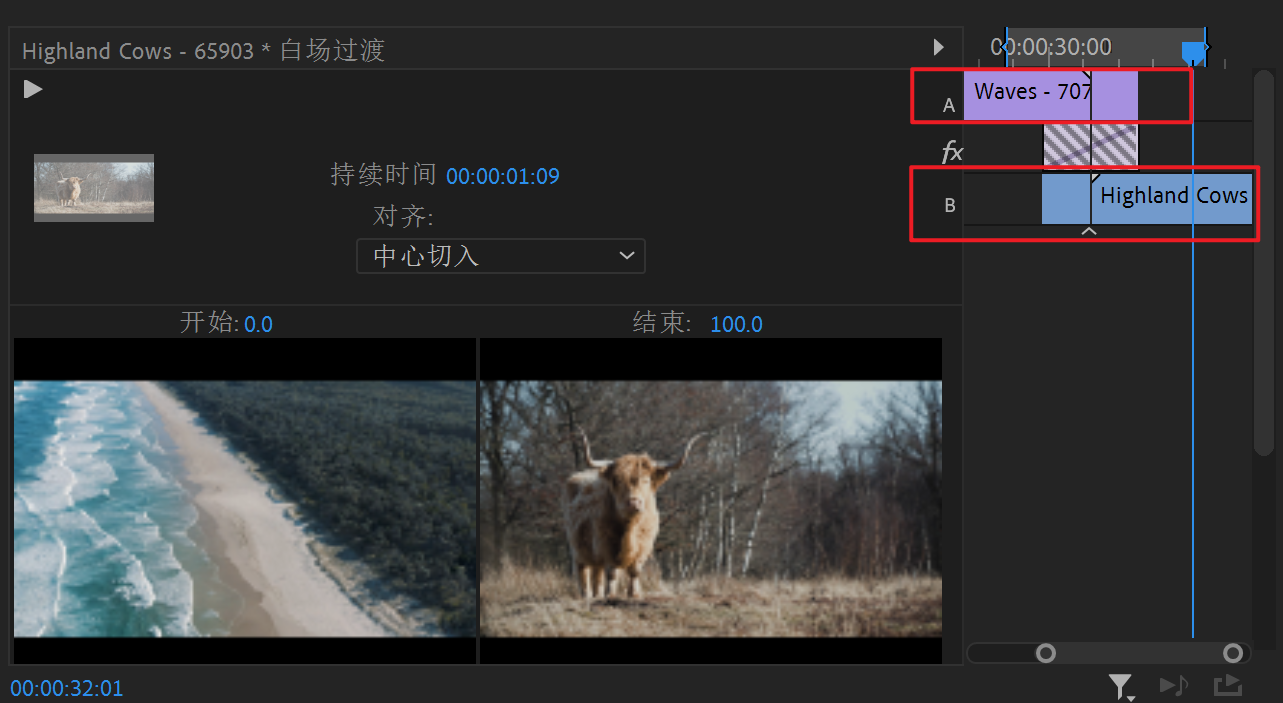 Highland Cows - 65903 * 白场过渡
00:00:30:00
A Waves - 707
fx
持续时间 00:00:01:09
B Highland Cows
对齐:
中心切入
开始: 0.0
结束: 100.0
00:00:32:01